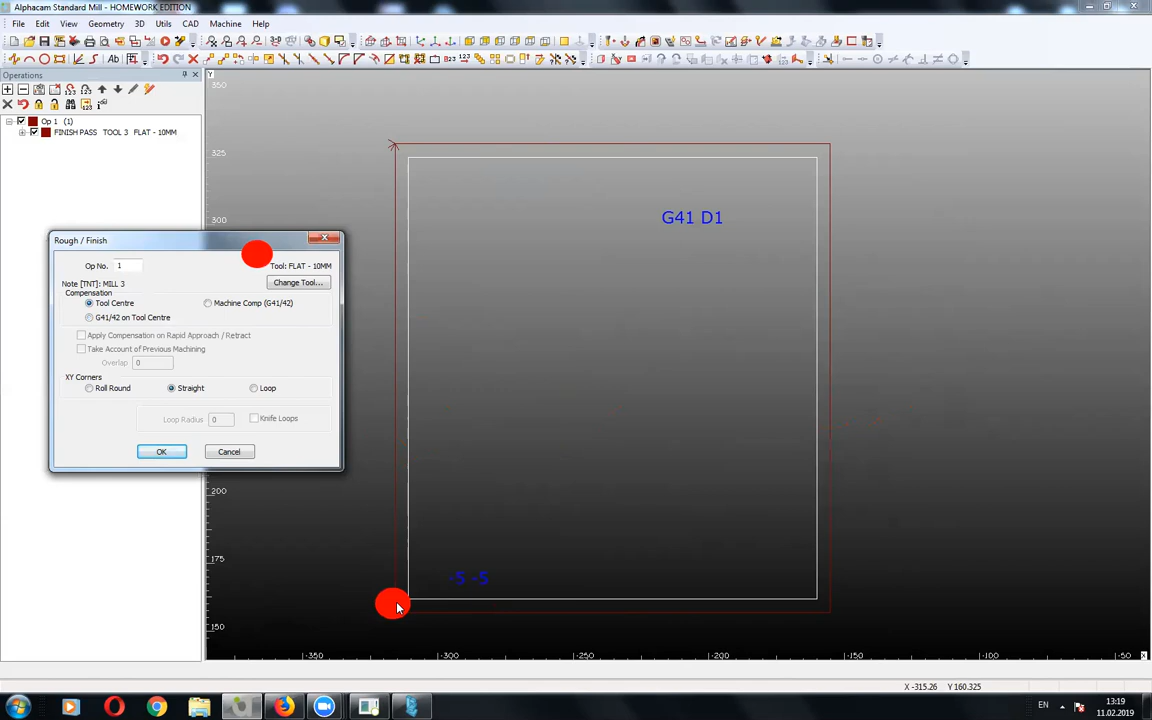 Alphacam Standard Mill - HOMEWORK EDITION
File Edit View Geometry 3D Utils CAD Machine Help
Operations
Op 1 (1)
FINISH PASS TOOL 3 FLAT - 10MM
Y
350
325
300
G41 D1
Rough / Finish
Op No. 1
Tool: FLAT - 10MM
Note [TNT]: MILL 3
Change Tool...
Compensation
Tool Centre
Machine Comp (G41/42)
G41/42 on Tool Centre
Apply Compensation on Rapid Approach / Retract
Take Account of Previous Machining
Overlap 0
XY Corners
Roll Round
Straight
Loop
Loop Radius 0
Knife Loops
OK
Cancel
200
175
-5 -5
150
-350 -300 -250 -200 -150 -100 -50 X
X -315.26 Y 160.325
EN
13:19
11.02.2019